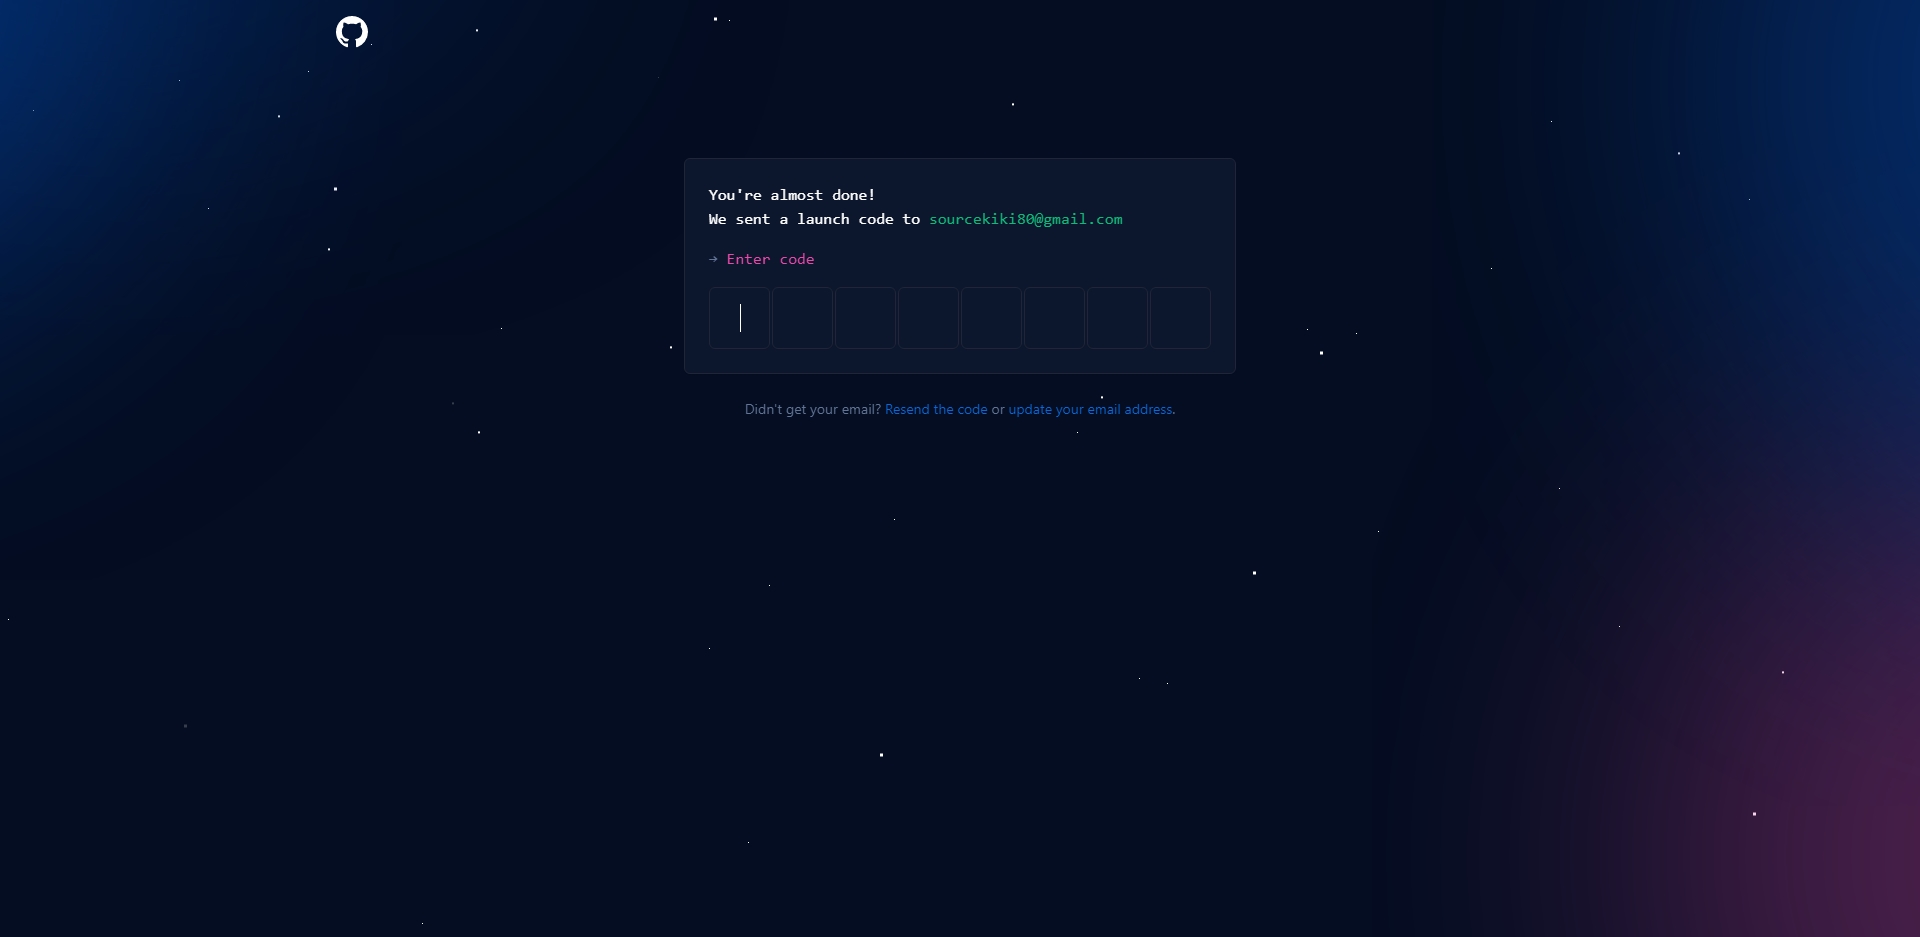 You're almost done!
We sent a launch code to sourcekiki80@gmail.com
→ Enter code
Didn't get your email? Resend the code or update your email address.